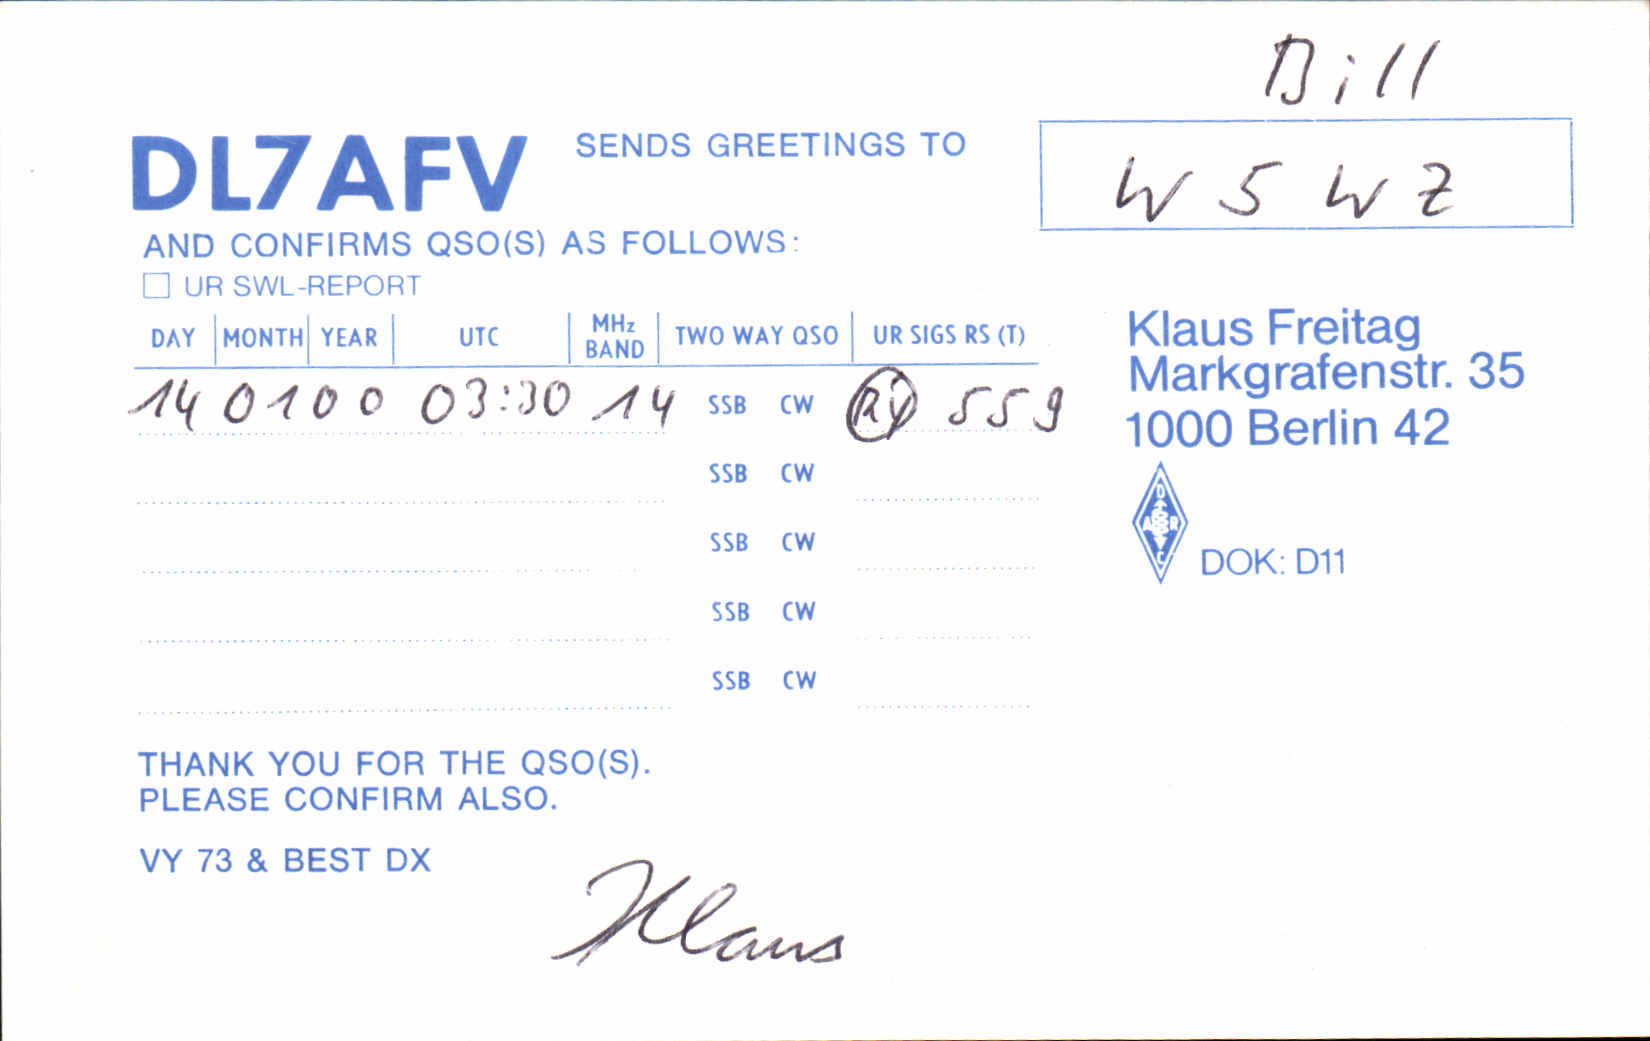 Bill
DL7AFV SENDS GREETINGS TO W5WZ
AND CONFIRMS QSO(S) AS FOLLOWS:
UR SWL-REPORT
DAY MONTH YEAR UTC MHz BAND TWO WAY QSO UR SIGS RS (T)
14 01 00 03:30 14 SSB CW RY 559
SSB CW
SSB CW
SSB CW
SSB CW
Klaus Freitag
Markgrafenstr. 35
1000 Berlin 42
DARC
DOK: D11
THANK YOU FOR THE QSO(S).
PLEASE CONFIRM ALSO.
VY 73 & BEST DX
Klaus